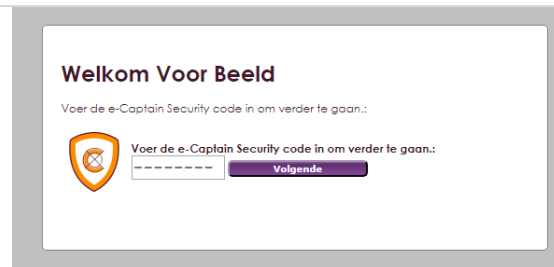 Welkom Voor Beeld
Voer de e-Captain Security code in om verder te gaan.:
Voer de e-Captain Security code in om verder te gaan.:
--------
Volgende